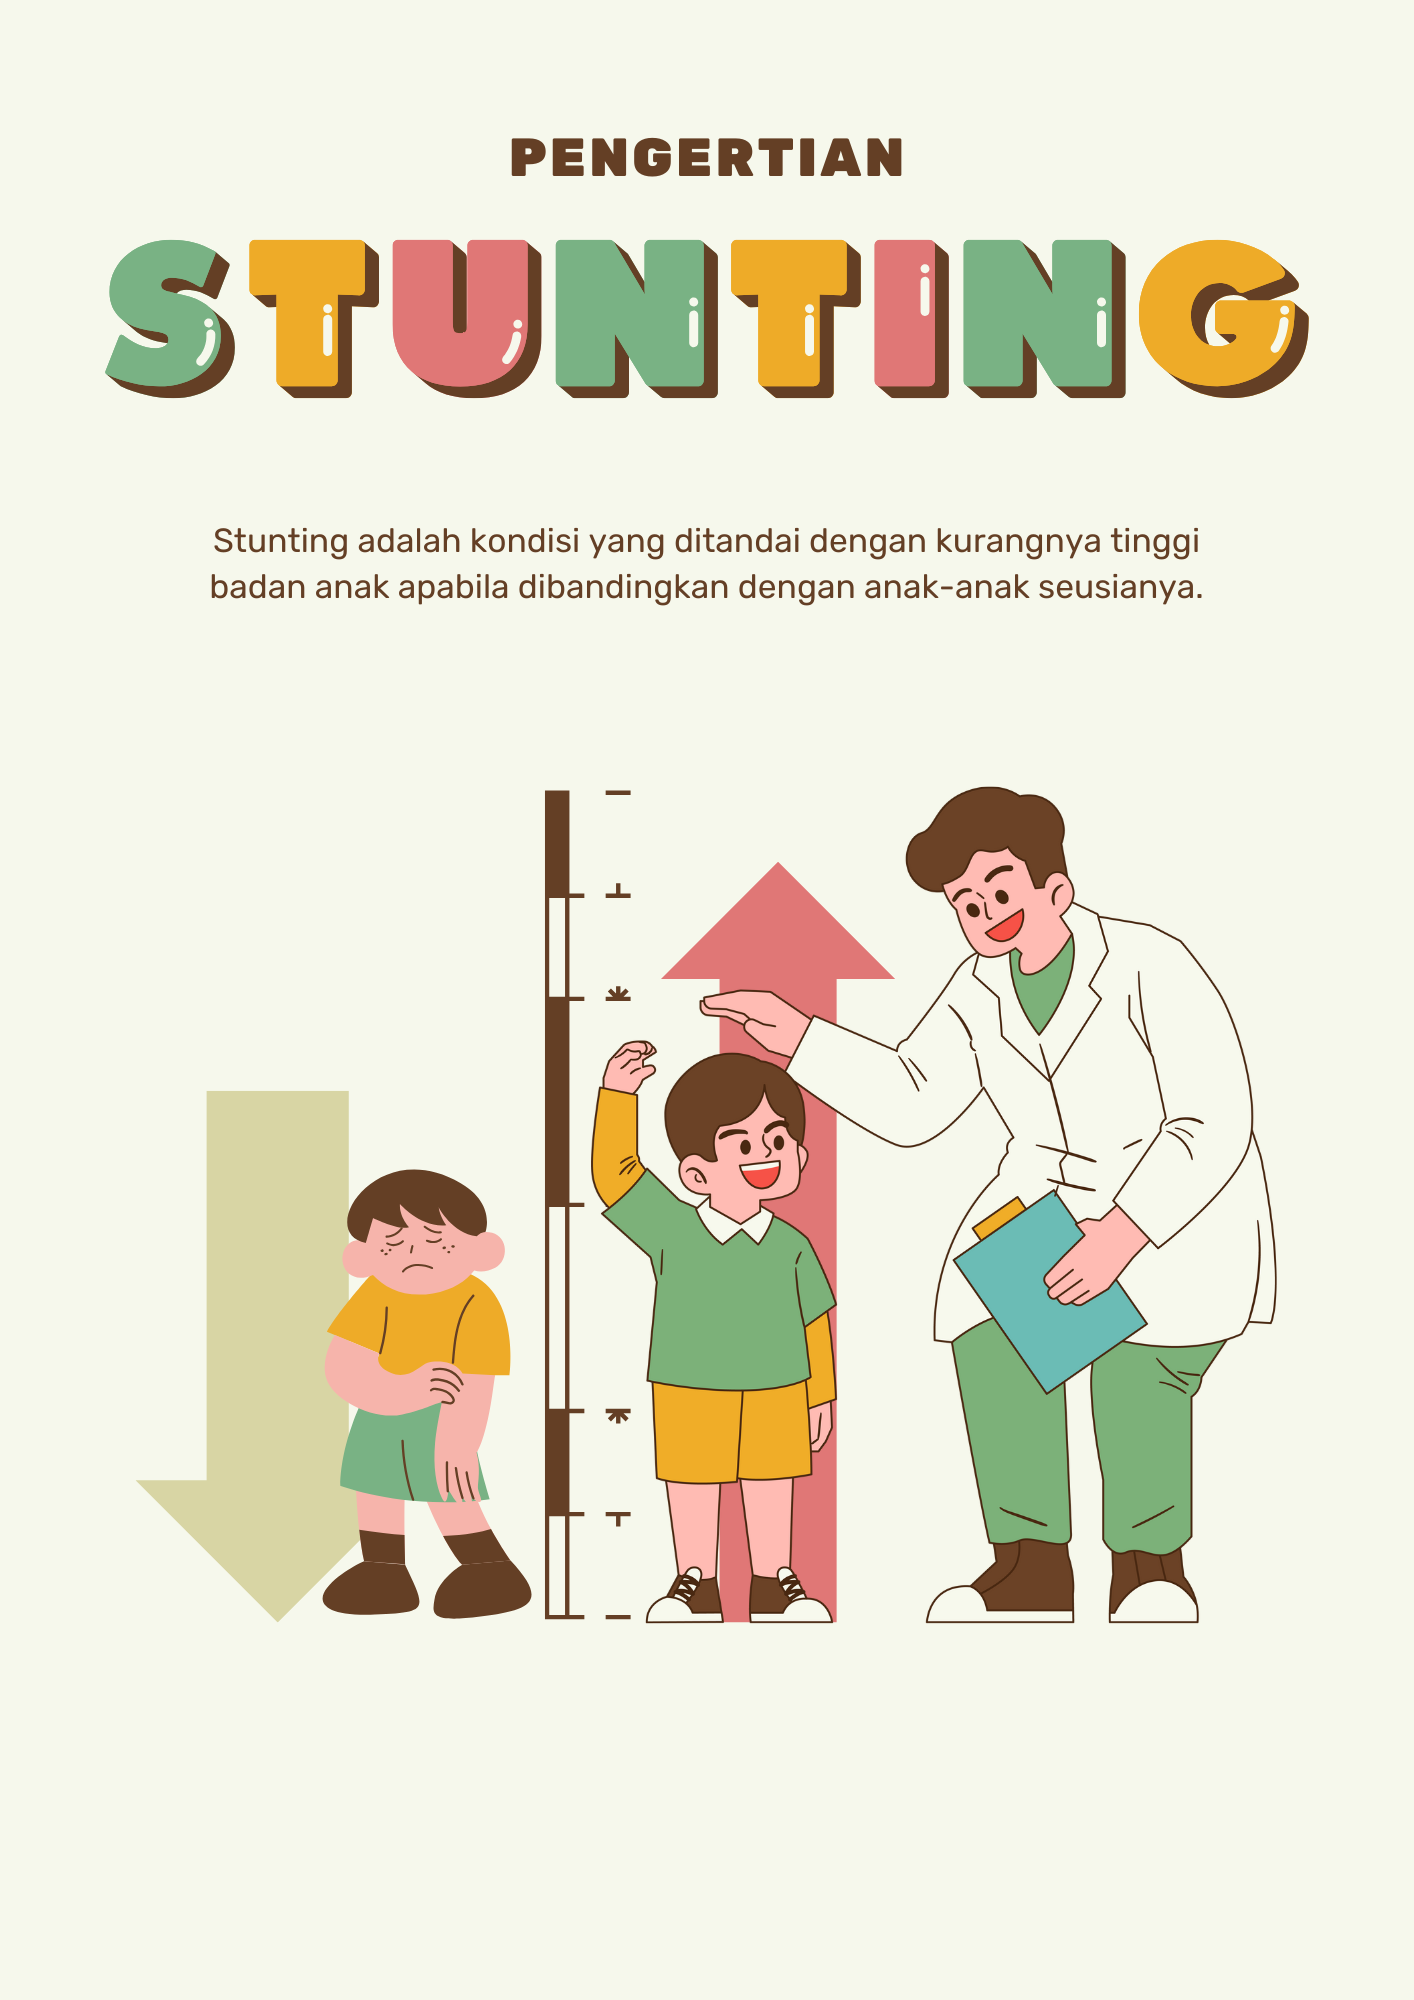 PENGERTIAN
STUNTING
Stunting adalah kondisi yang ditandai dengan kurangnya tinggi
badan anak apabila dibandingkan dengan anak-anak seusianya.